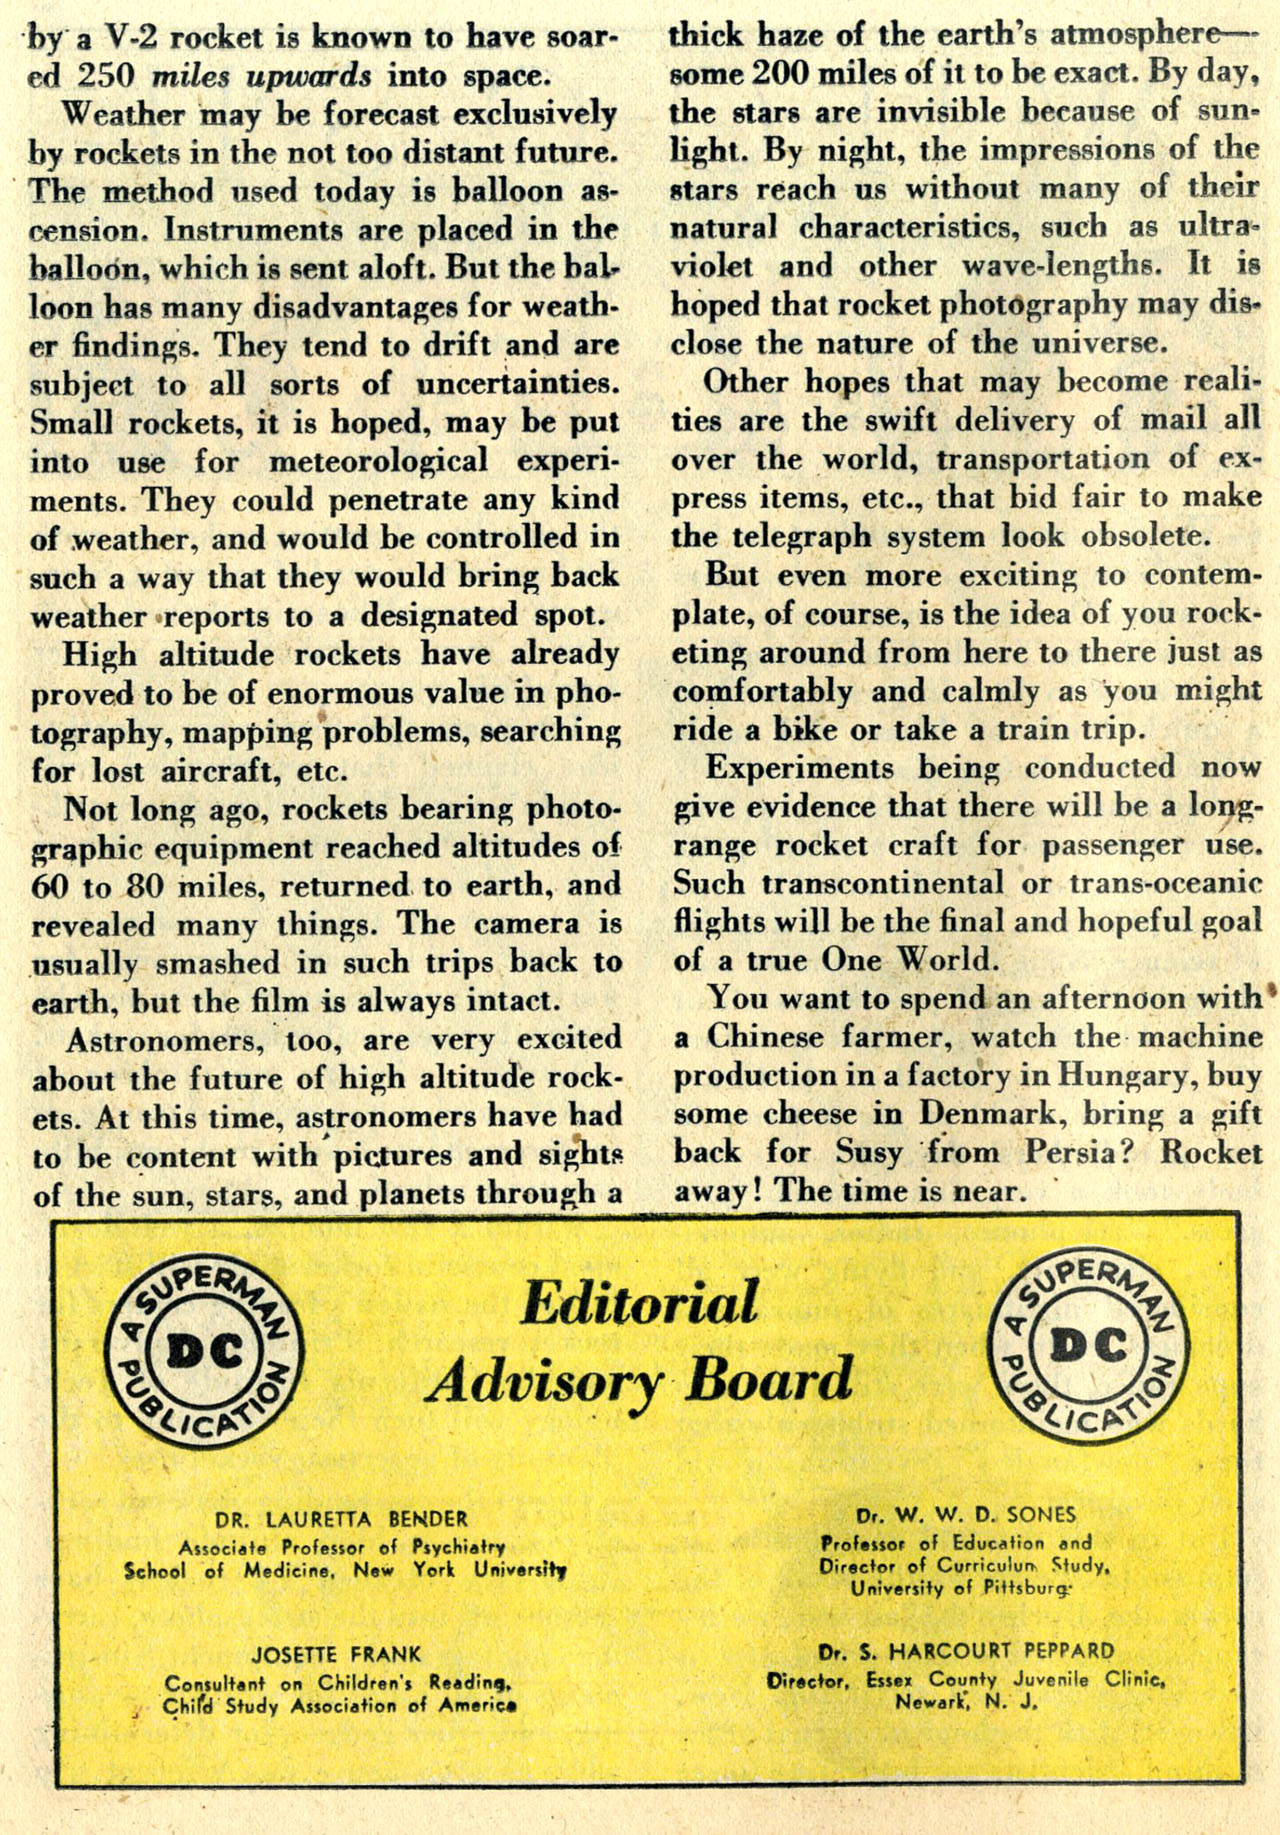 by a V-2 rocket is known to have soar-
ed 250 miles upwards into space.
Weather may be forecast exclusively
by rockets in the not too distant future.
The method used today is balloon as-
cension. Instruments are placed in the
balloon, which is sent aloft. But the bal-
loon has many disadvantages for weath-
er findings. They tend to drift and are
subject to all sorts of uncertainties.
Small rockets, it is hoped, may be put
into use for meteorological experi-
ments. They could penetrate any kind
of weather, and would be controlled in
such a way that they would bring back
weather reports to a designated spot.
High altitude rockets have already
proved to be of enormous value in pho-
tography, mapping problems, searching
for lost aircraft, etc.
Not long ago, rockets bearing photo-
graphic equipment reached altitudes of
60 to 80 miles, returned to earth, and
revealed many things. The camera is
usually smashed in such trips back to
earth, but the film is always intact.
Astronomers, too, are very excited
about the future of high altitude rock-
ets. At this time, astronomers have had
to be content with pictures and sights
of the sun, stars, and planets through a
thick haze of the earth's atmosphere—
some 200 miles of it to be exact. By day,
the stars are invisible because of sun-
light. By night, the impressions of the
stars reach us without many of their
natural characteristics, such as ultra-
violet and other wave-lengths. It is
hoped that rocket photography may dis-
close the nature of the universe.
Other hopes that may become reali-
ties are the swift delivery of mail all
over the world, transportation of ex-
press items, etc., that bid fair to make
the telegraph system look obsolete.
But even more exciting to contem-
plate, of course, is the idea of you rock-
eting around from here to there just as
comfortably and calmly as you might
ride a bike or take a train trip.
Experiments being conducted now
give evidence that there will be a long-
range rocket craft for passenger use.
Such transcontinental or trans-oceanic
flights will be the final and hopeful goal
of a true One World.
You want to spend an afternoon with
a Chinese farmer, watch the machine
production in a factory in Hungary, buy
some cheese in Denmark, bring a gift
back for Susy from Persia? Rocket
away! The time is near.
A SUPERMAN
DC
PUBLICATION
Editorial
Advisory Board
A SUPERMAN
DC
PUBLICATION
DR. LAURETTA BENDER
Associate Professor of Psychiatry
School of Medicine, New York University
Dr. W. W. D. SONES
Professor of Education and
Director of Curriculum Study,
University of Pittsburg
JOSETTE FRANK
Consultant on Children's Reading,
Child Study Association of America
Dr. S. HARCOURT PEPPARD
Director, Essex County Juvenile Clinic,
Newark, N. J.